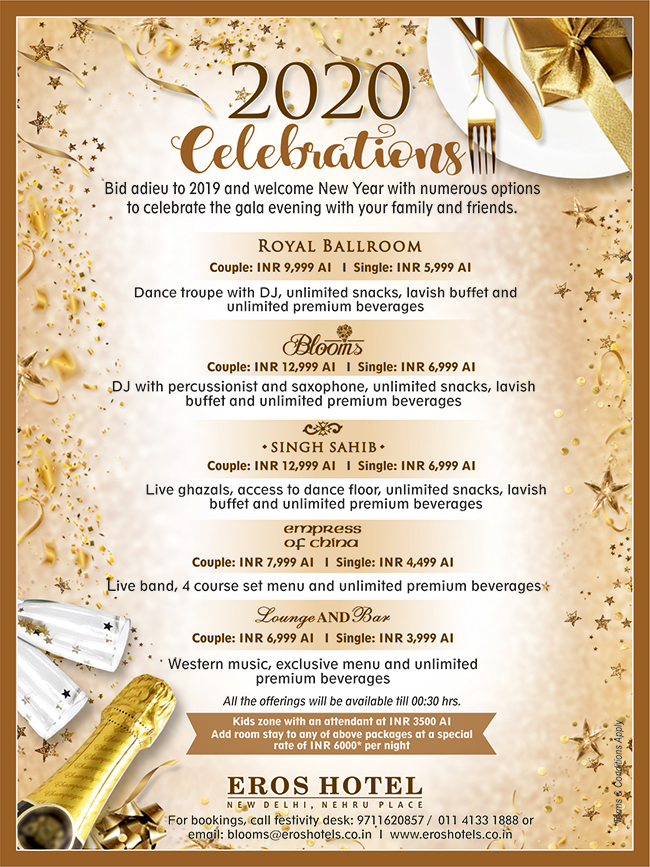 2020
Celebrations
Bid adieu to 2019 and welcome New Year with numerous options
to celebrate the gala evening with your family and friends.
ROYAL BALLROOM
Couple: INR 9,999 AI I Single: INR 5,999 AI
Dance troupe with DJ, unlimited snacks, lavish buffet and
unlimited premium beverages
Blooms
Couple: INR 12,999 AI I Single: INR 6,999 AI
DJ with percussionist and saxophone, unlimited snacks, lavish
buffet and unlimited premium beverages
• SINGH SAHIB •
Couple: INR 12,999 AI I Single: INR 6,999 AI
Live ghazals, access to dance floor, unlimited snacks, lavish
buffet and unlimited premium beverages
empress
of china
Couple: INR 7,999 AI I Single: INR 4,499 AI
Live band, 4 course set menu and unlimited premium beverages
Lounge AND Bar
Couple: INR 6,999 AI I Single: INR 3,999 AI
Western music, exclusive menu and unlimited
premium beverages
All the offerings will be available till 00:30 hrs.
Kids zone with an attendant at INR 3500 AI
Add room stay to any of above packages at a special
rate of INR 6000* per night
EROS HOTEL
NEW DELHI, NEHRU PLACE
For bookings, call festivity desk: 9711620857/ 011 4133 1888 or
email: blooms@eroshotels.co.in I www.eroshotels.co.in
Terms & Conditions Apply